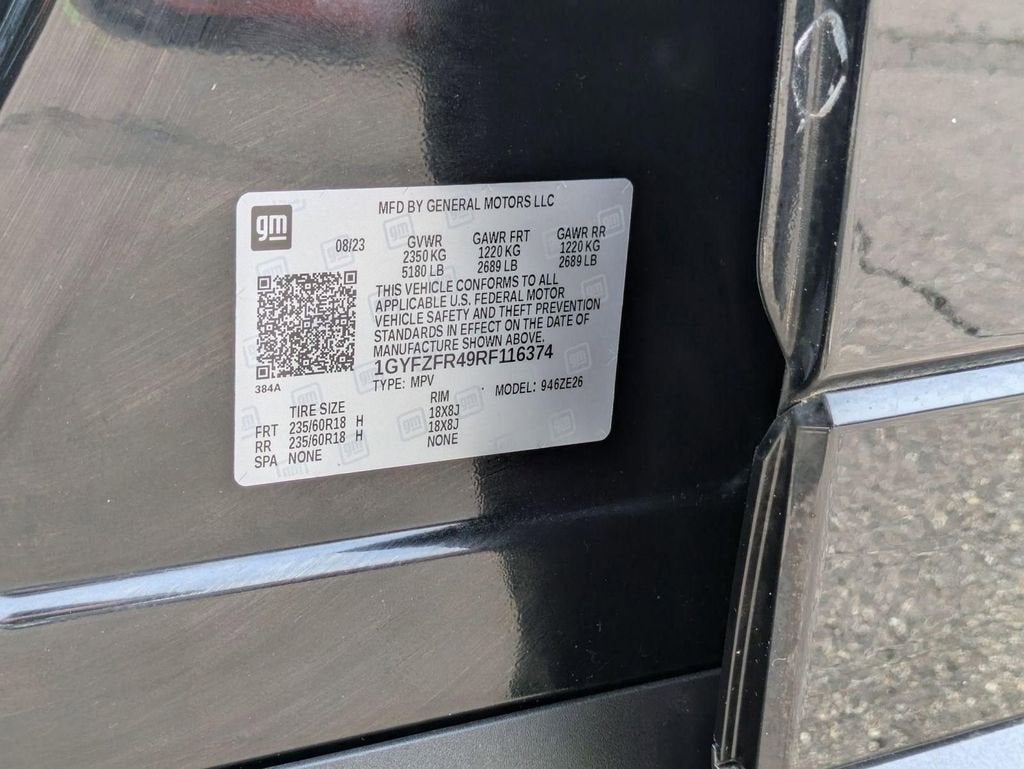 gm
MFD BY GENERAL MOTORS LLC
08/23 GVWR GAWR FRT GAWR RR
2350 KG 1220 KG 1220 KG
5180 LB 2689 LB 2689 LB
THIS VEHICLE CONFORMS TO ALL
APPLICABLE U.S. FEDERAL MOTOR
VEHICLE SAFETY AND THEFT PREVENTION
STANDARDS IN EFFECT ON THE DATE OF
MANUFACTURE SHOWN ABOVE.
1GYFZFR49RF116374
384A
TYPE: MPV MODEL: 946ZE26
TIRE SIZE RIM
FRT 235/60R18 H 18X8J
RR 235/60R18 H 18X8J
SPA NONE NONE